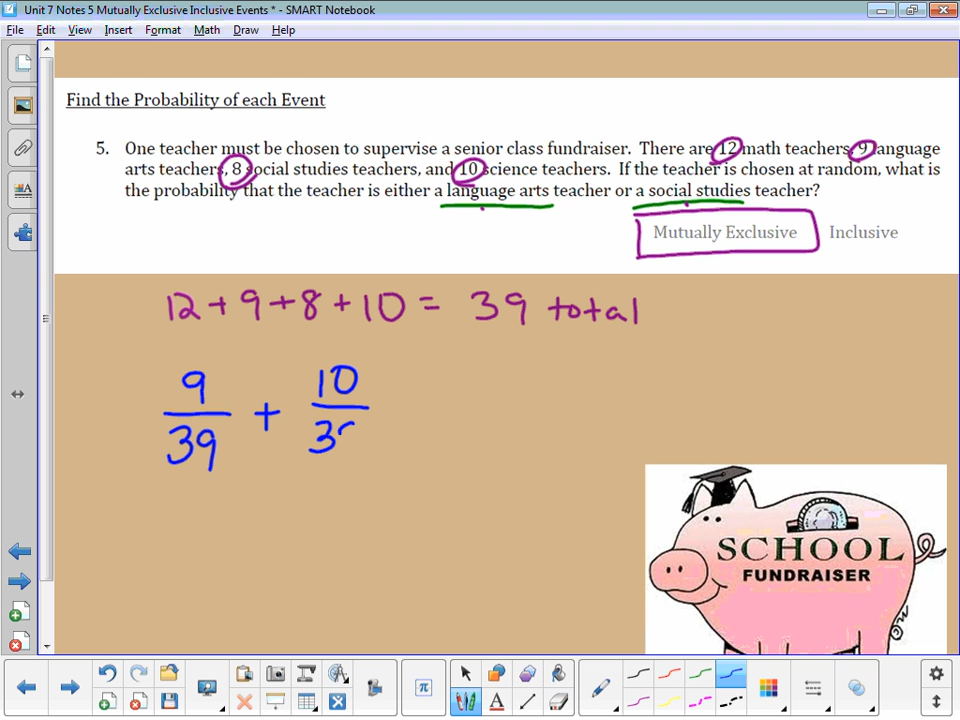 Unit 7 Notes 5 Mutually Exclusive Inclusive Events * - SMART Notebook
File Edit View Insert Format Math Draw Help
Find the Probability of each Event
5. One teacher must be chosen to supervise a senior class fundraiser. There are 12 math teachers, 9 language
arts teachers, 8 social studies teachers, and 10 science teachers. If the teacher is chosen at random, what is
the probability that the teacher is either a language arts teacher or a social studies teacher?
Mutually Exclusive Inclusive
12 + 9 + 8 + 10 = 39 total
9 10
+
39 3
SCHOOL
FUNDRAISER
π
A